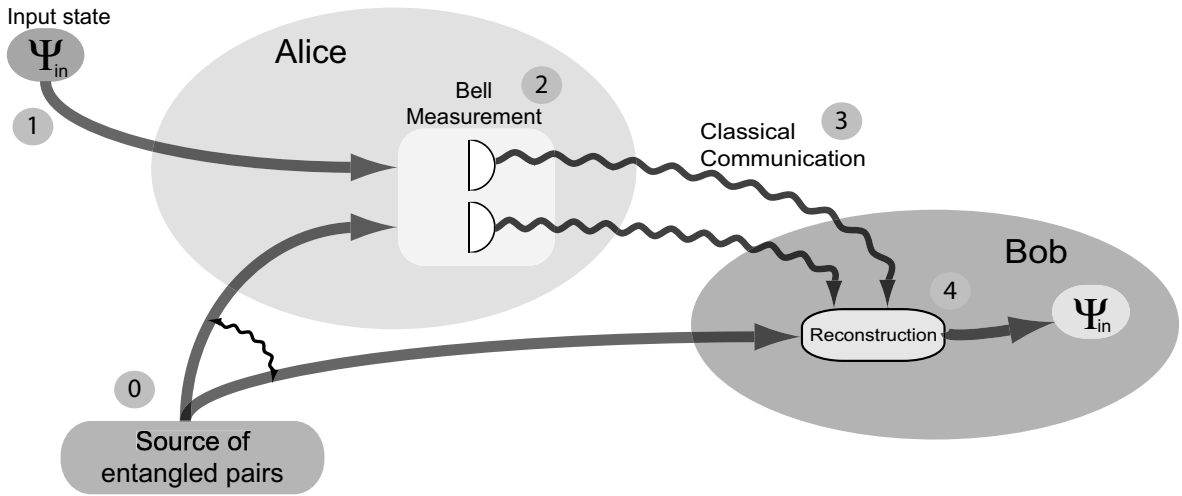 Input state
Ψin
1
Alice
Bell
Measurement
2
Classical
Communication
3
Bob
4
Reconstruction
Ψin
0
Source of
entangled pairs